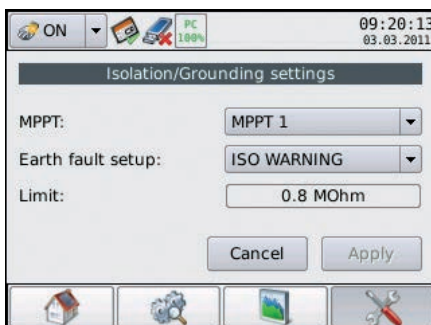 ON
PC
100%
09:20:13
03.03.2011
Isolation/Grounding settings
MPPT: MPPT 1
Earth fault setup: ISO WARNING
Limit: 0.8 MOhm
Cancel Apply